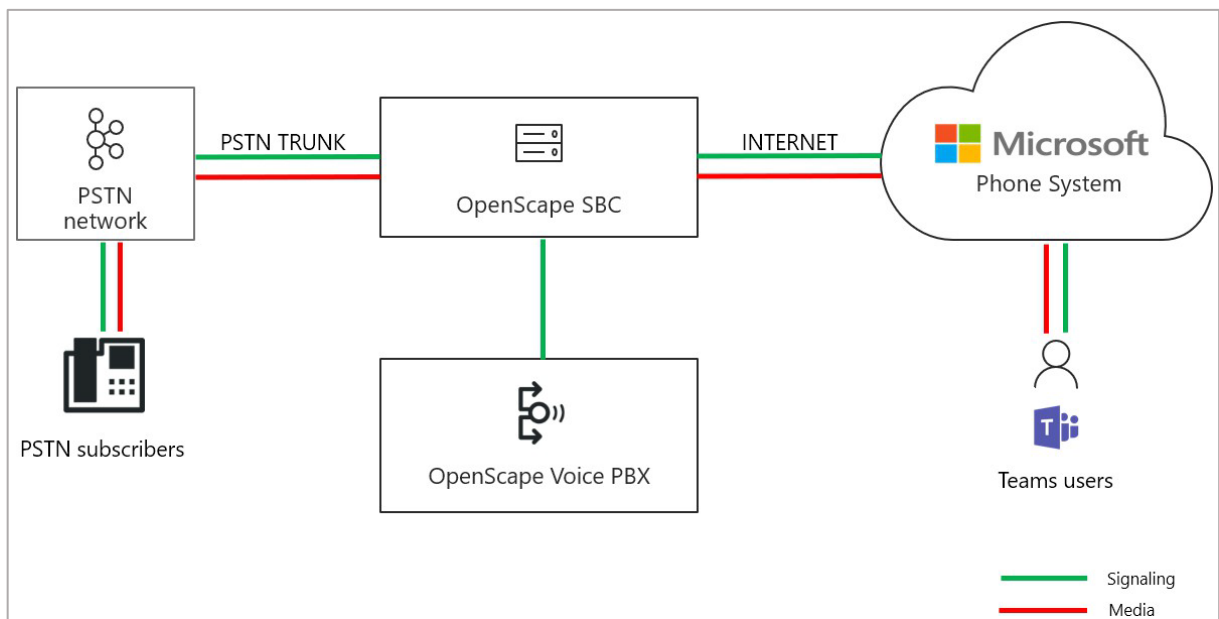 PSTN
network
PSTN TRUNK
OpenScape SBC
INTERNET
Microsoft
Phone System
PSTN subscribers
OpenScape Voice PBX
T
Teams users
Signaling
Media